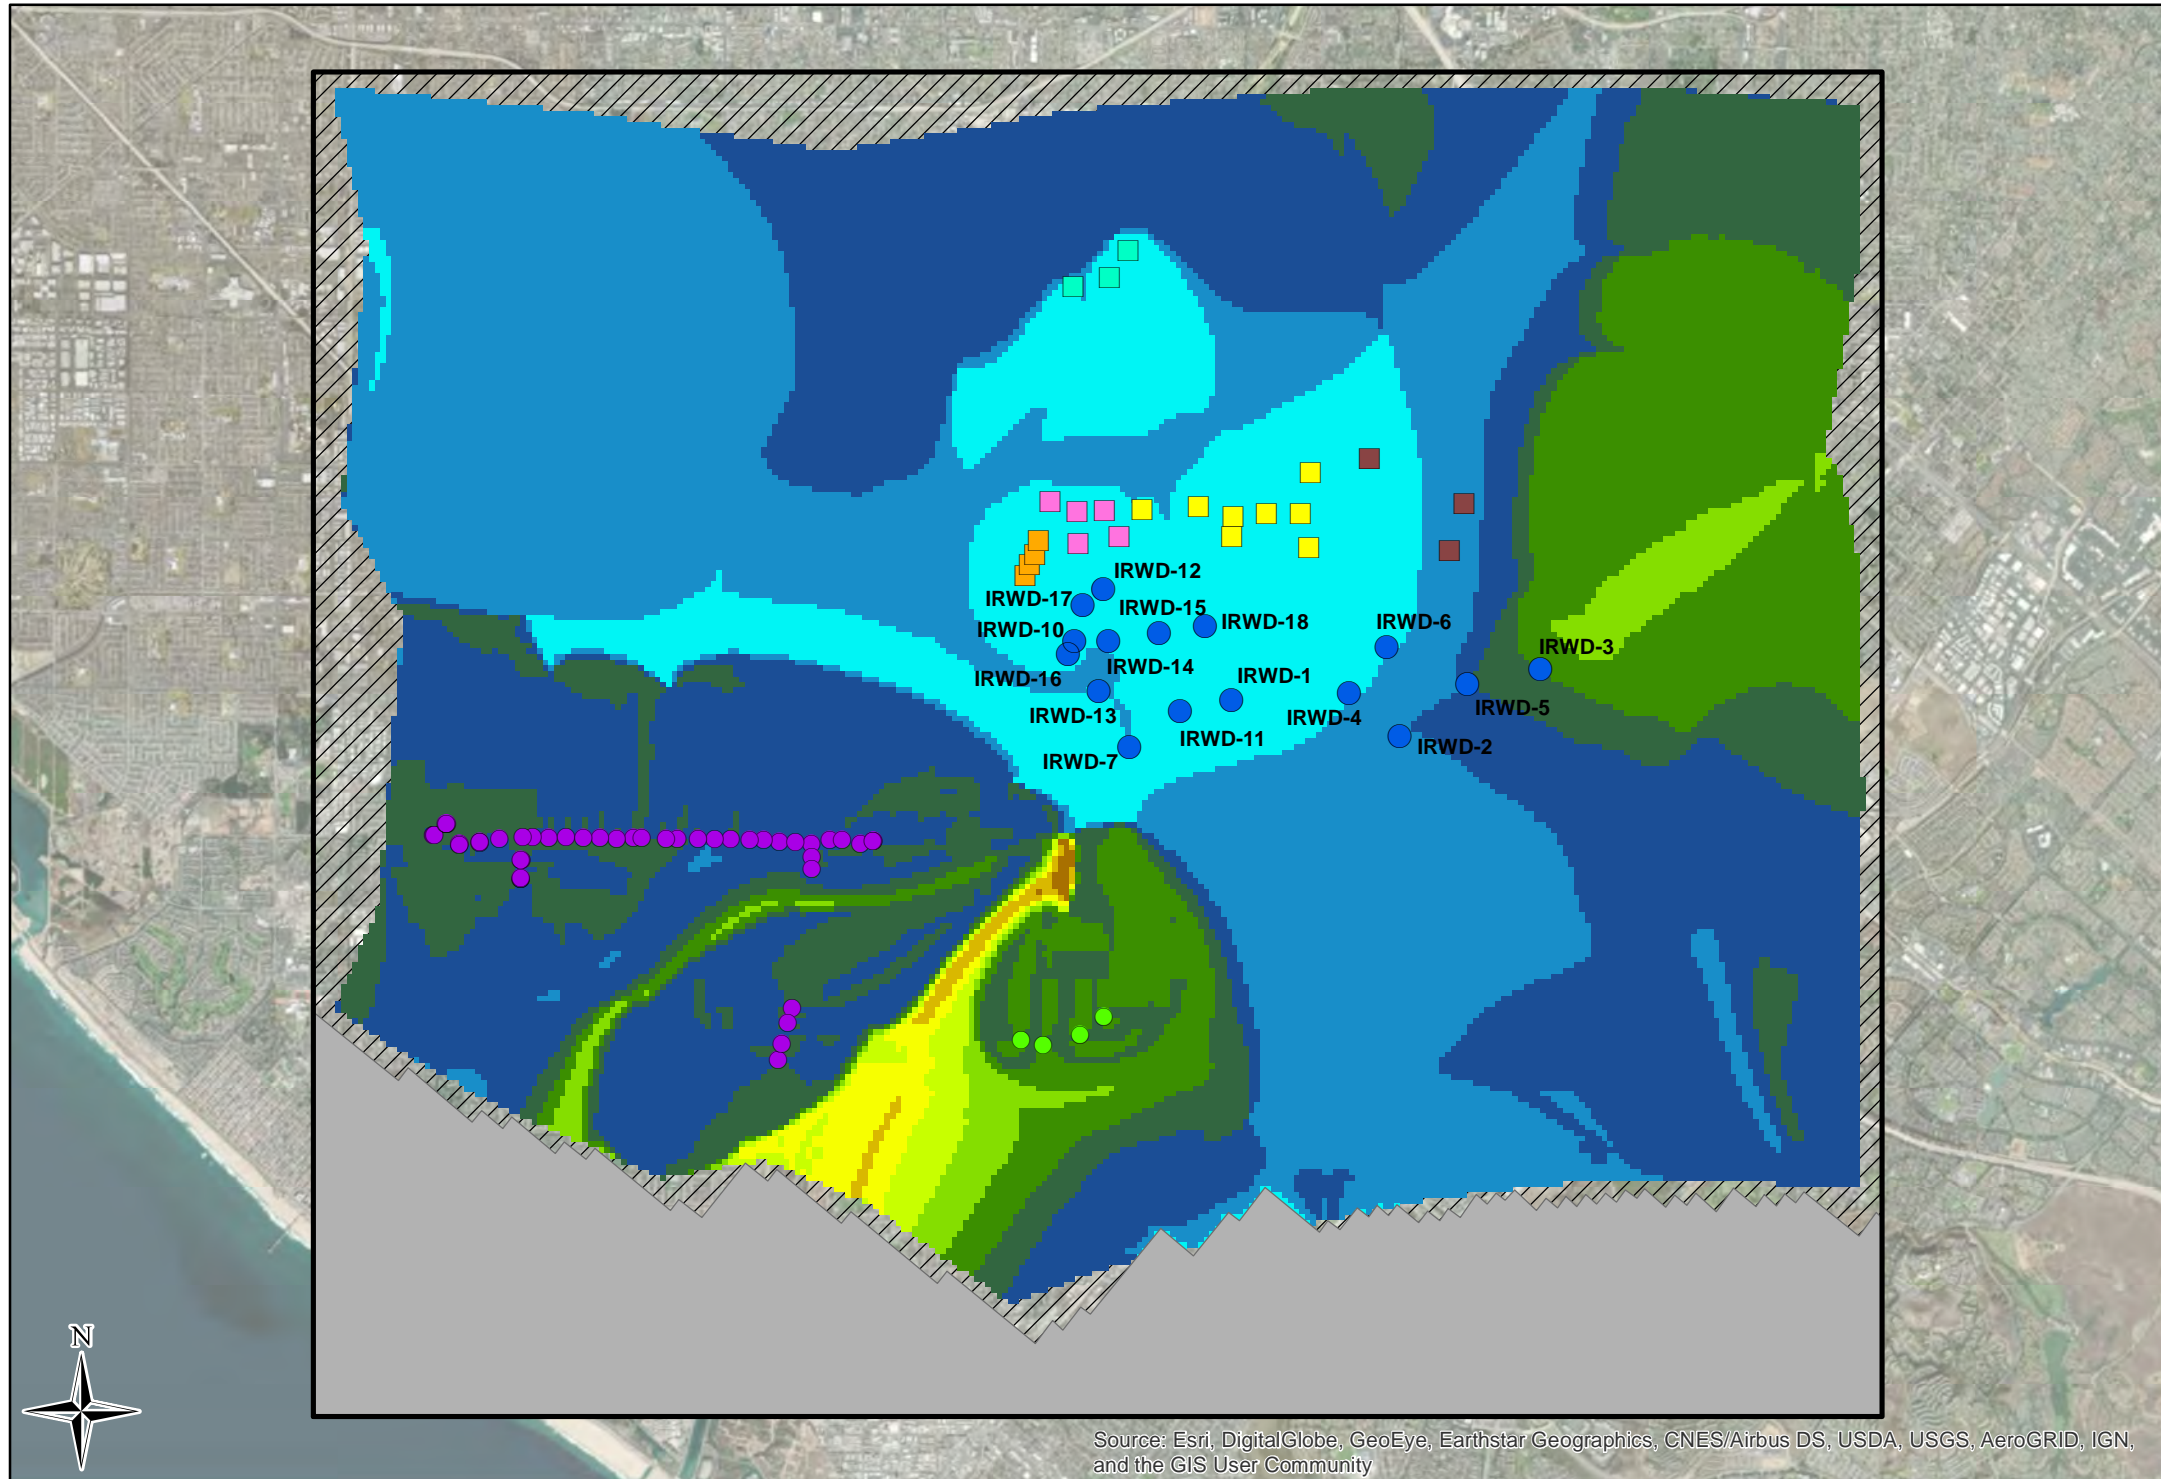 IRWD-12
IRWD-17
IRWD-15
IRWD-18
IRWD-10
IRWD-6
IRWD-3
IRWD-14
IRWD-16
IRWD-1
IRWD-5
IRWD-13
IRWD-4
IRWD-11
IRWD-2
IRWD-7
N
Source: Esri, DigitalGlobe, GeoEye, Earthstar Geographics, CNES/Airbus DS, USDA, USGS, AeroGRID, IGN,
and the GIS User Community